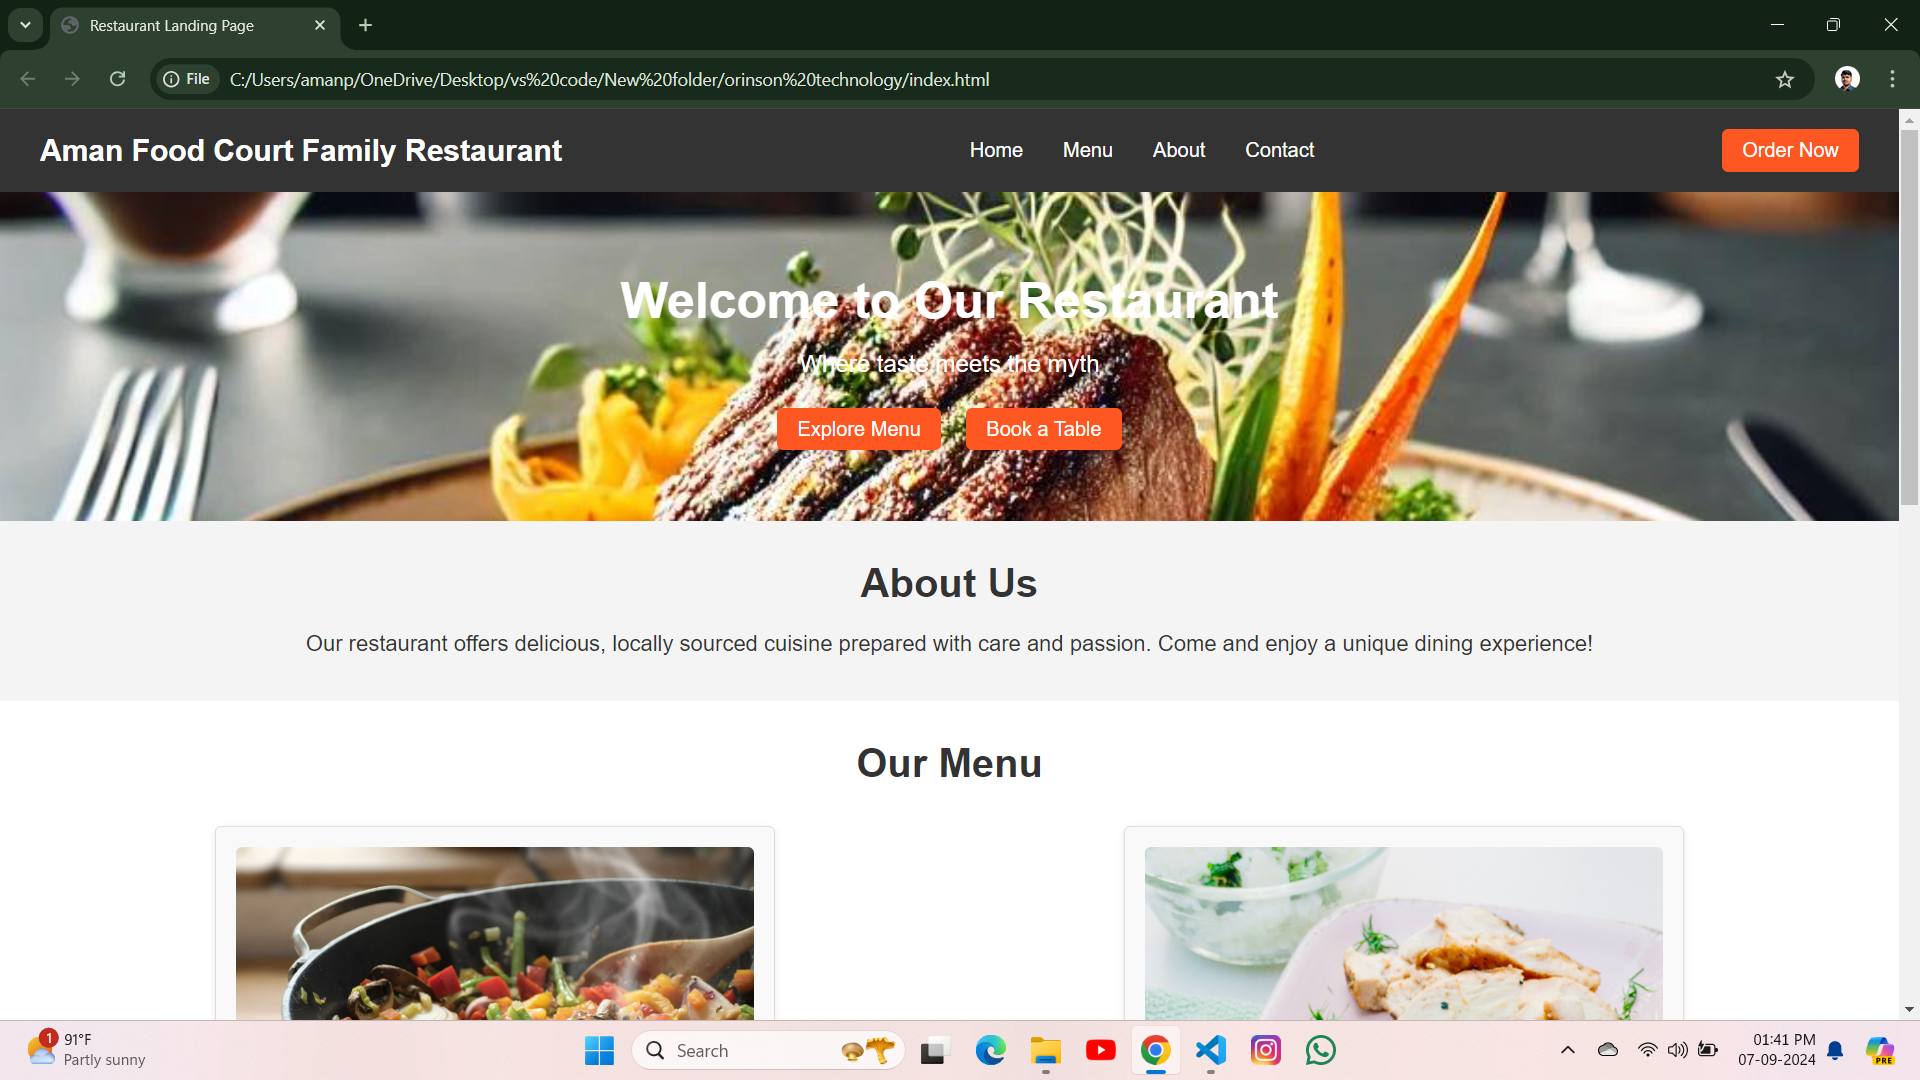 Restaurant Landing Page
File
C:/Users/amanp/OneDrive/Desktop/vs%20code/New%20folder/orinson%20technology/index.html
Aman Food Court Family Restaurant
Home
Menu
About
Contact
Order Now
Welcome to Our Restaurant
Where taste meets the myth
Explore Menu
Book a Table
About Us
Our restaurant offers delicious, locally sourced cuisine prepared with care and passion. Come and enjoy a unique dining experience!
Our Menu
1
91°F
Partly sunny
Search
01:41 PM
07-09-2024
PRE